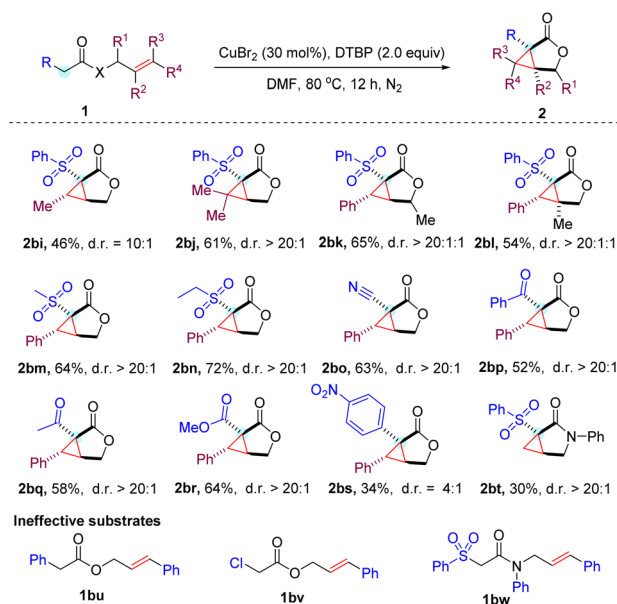 R O X R¹ R³ R⁴ R² 1
CuBr₂ (30 mol%), DTBP (2.0 equiv)
DMF, 80 °C, 12 h, N₂
R O O R³ R⁴ R² R¹ 2
Ph O S O O O Me
Ph O S O O O Me Me
Ph O S O O O Ph Me
Ph O S O O O Ph Me
2bi, 46%, d.r. = 10:1
2bj, 61%, d.r. > 20:1
2bk, 65%, d.r. > 20:1:1
2bl, 54%, d.r. > 20:1:1
O S O O O Ph
O S O O O Ph
N O O Ph
O Ph O O Ph
2bm, 64%, d.r. > 20:1
2bn, 72%, d.r. > 20:1
2bo, 63%, d.r. > 20:1
2bp, 52%, d.r. > 20:1
O O O Ph
O MeO O O Ph
O₂N O O Ph
Ph O S O O N Ph
2bq, 58%, d.r. > 20:1
2br, 64%, d.r. > 20:1
2bs, 34%, d.r. = 4:1
2bt, 30%, d.r. > 20:1
Ineffective substrates
Ph O O Ph
Cl O O Ph
O O S Ph O N Ph Ph
1bu
1bv
1bw